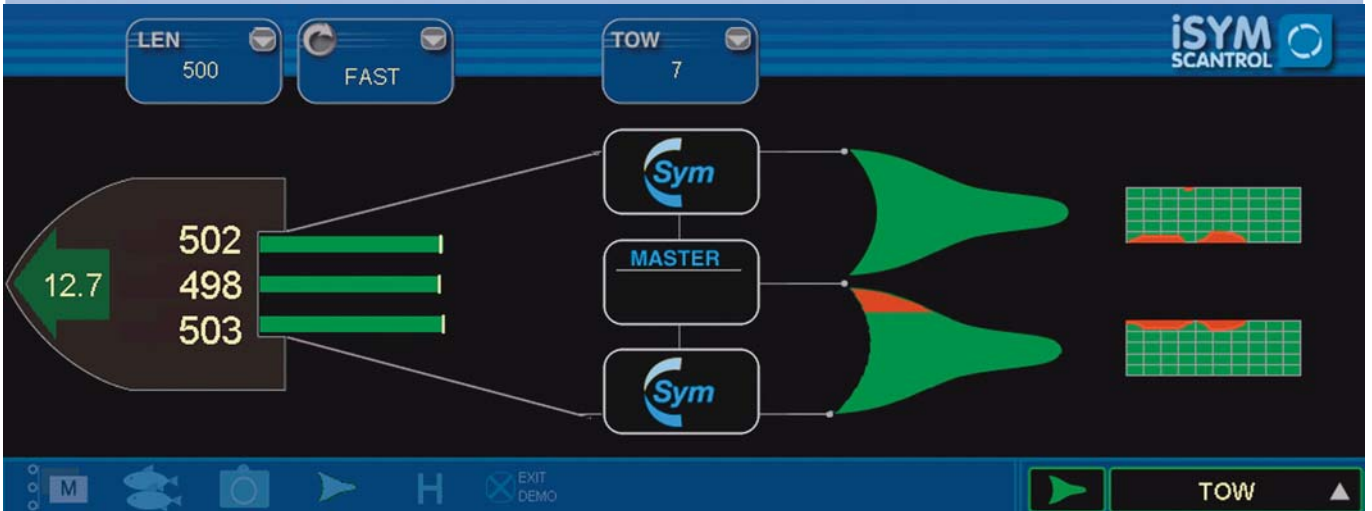 LEN
500
FAST
TOW
7
iSYM
SCANTROL
Sym
502
12.7
498
503
MASTER
Sym
M
H
EXIT
DEMO
TOW